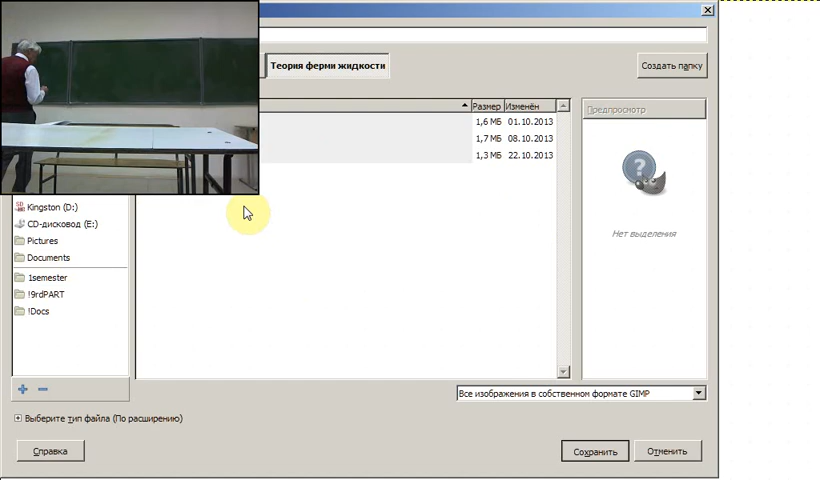 Теория ферми жидкости
Создать папку
Размер
Изменён
1,6 МБ
01.10.2013
1,7 МБ
08.10.2013
1,3 МБ
22.10.2013
Предпросмотр
Нет выделения
Kingston (D:)
CD-дисковод (E:)
Pictures
Documents
1semester
!9rdPART
!Docs
Все изображения в собственном формате GIMP
Выберите тип файла (По расширению)
Справка
Сохранить
Отменить